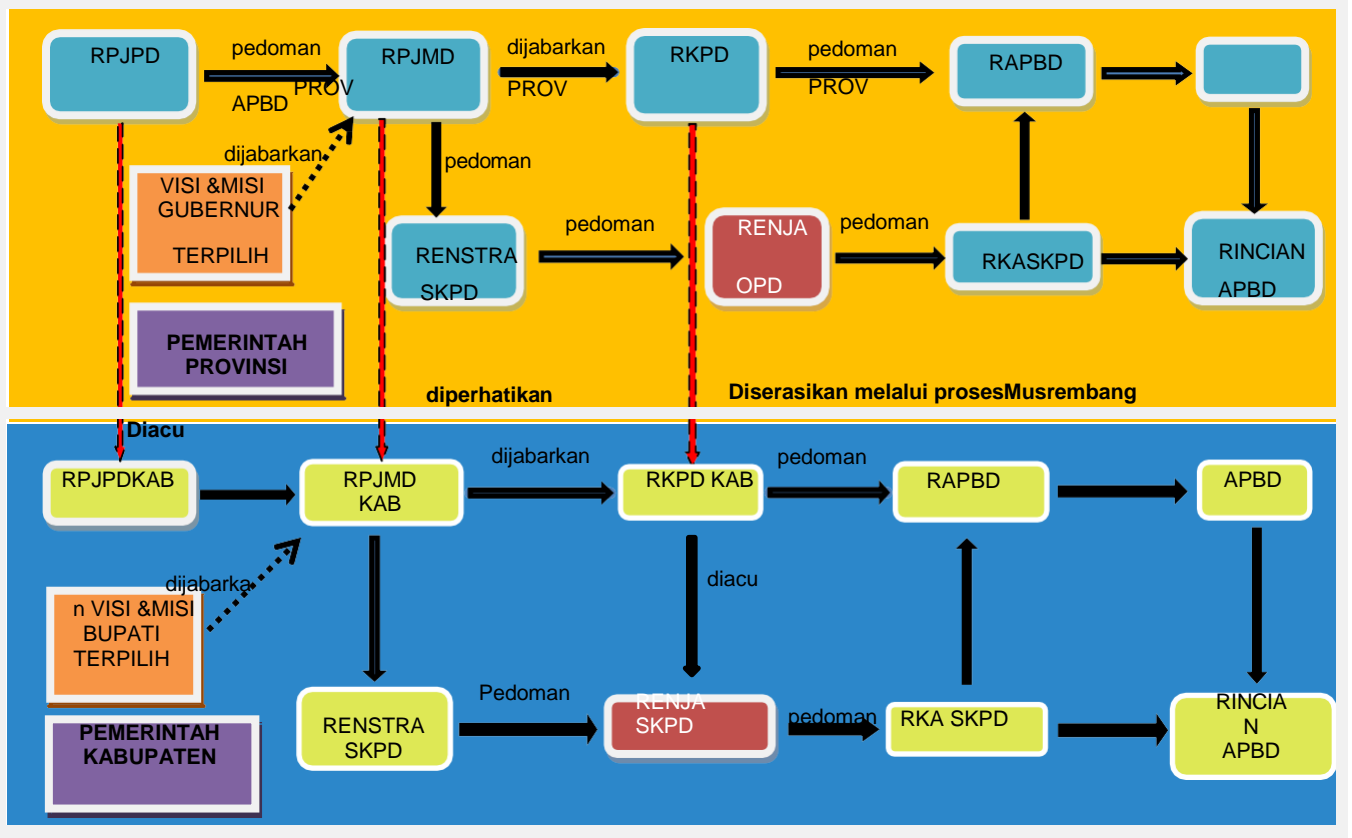 RPJPD
pedoman
RPJMD
dijabarkan
RKPD
pedoman
RAPBD
PROV
PROV
PROV
APBD
dijabarkan
pedoman
VISI &MISI
GUBERNUR
TERPILIH
RENSTRA
SKPD
pedoman
RENJA
OPD
pedoman
RKASKPD
RINCIAN
APBD
PEMERINTAH
PROVINSI
diperhatikan
Diserasikan melalui prosesMusrembang
Diacu
RPJPDKAB
RPJMD
KAB
dijabarkan
RKPD KAB
pedoman
RAPBD
APBD
dijabarka
n VISI &MISI
BUPATI
TERPILIH
diacu
PEMERINTAH
KABUPATEN
RENSTRA
SKPD
Pedoman
RENJA
SKPD
pedoman
RKA SKPD
RINCIA
N
APBD